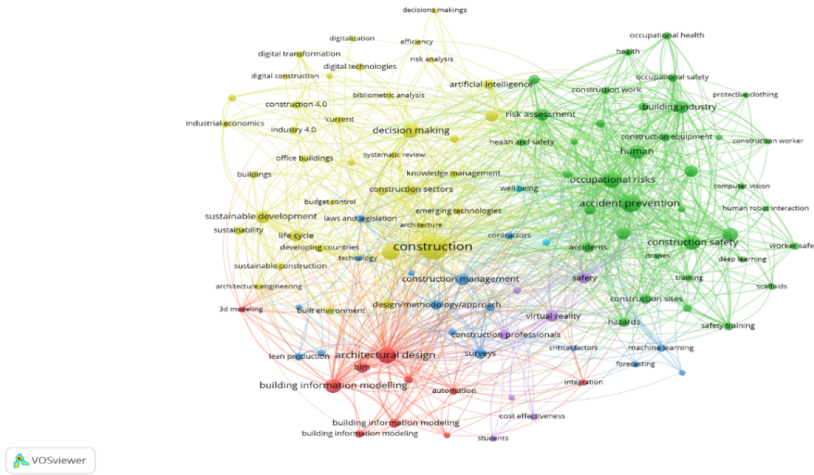 decisions makings
digitalization
efficiency
occupational health
digital transformation
risk analysis
health
digital technologies
digital construction
artificial intelligence
occupational safety
construction work
protective clothing
bibliometric analysis
construction 4.0
building industry
risk assessment
industrial economics
'current
industry 4.0
decision making
construction equipment
construction worker
health and safety
human
office buildings
systematic review
buildings
knowledge management
occupational risks
computer vision
construction sectors
well being
budget control
accident prevention
human robot interaction
emerging technologies
sustainable development
laws and legislation
architecture
sustainability
life cycle
contractors
construction
construction safety
developing countries
accidents
worker safe
technology
drones
deep learning
sustainable construction
construction management
safety
training
architecture engineering
scaffolds
construction sites
3d modeling
built environment
design/methodology/approach
virtual reality
hazards
safety training
construction professionals
lean production
architectural design
surveys
critical factors
machine learning
bim
forecasting
building information modelling
automation
integration
cost effectiveness
building information modeling
building information modeling
students
VOSviewer